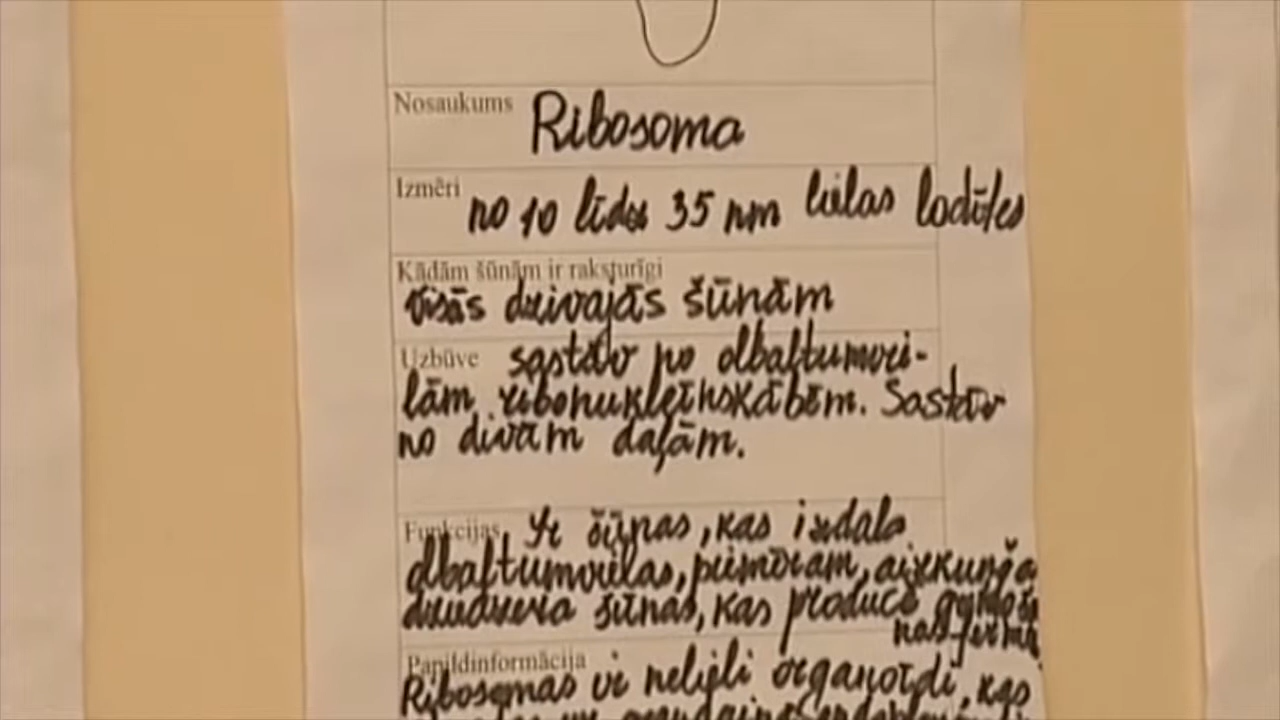 Nosaukums Ribosoma
Izmēri no 10 līdz 35 nm lielas lodītes
Kādām šūnām ir raksturīgi
visās dzīvajās šūnām
Uzbūve sastāv no olbaltumvie-
lām, ribonukleīnskābēm. Sastāv
no divām daļām.
Funkcijas Ir šūnas, kas izdala
olbaltumvielas, piemēram, aizkuņģa
dziedzera šūnas, kas producē
Papildinformācija
Ribosomas ir nelieli organoīdi, kas